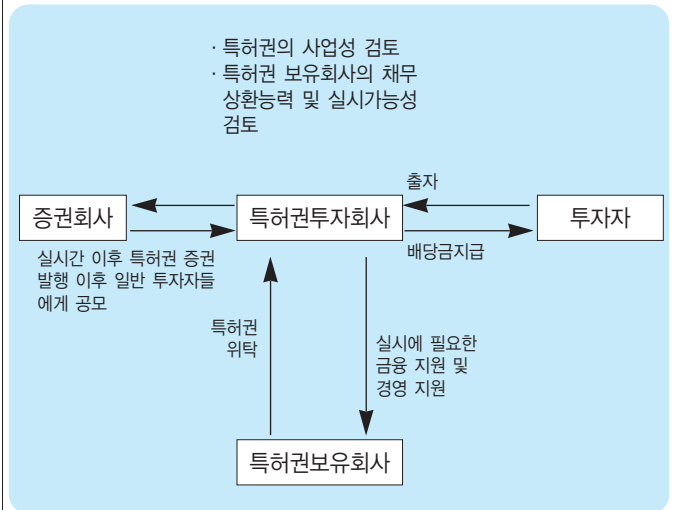 · 특허권의 사업성 검토
· 특허권 보유회사의 채무
상환능력 및 실시가능성
검토
출자
증권회사
특허권투자회사
투자자
실시간 이후 특허권 증권
발행 이후 일반 투자자들
에게 공모
배당금지급
특허권
위탁
실시에 필요한
금융 지원 및
경영 지원
특허권보유회사